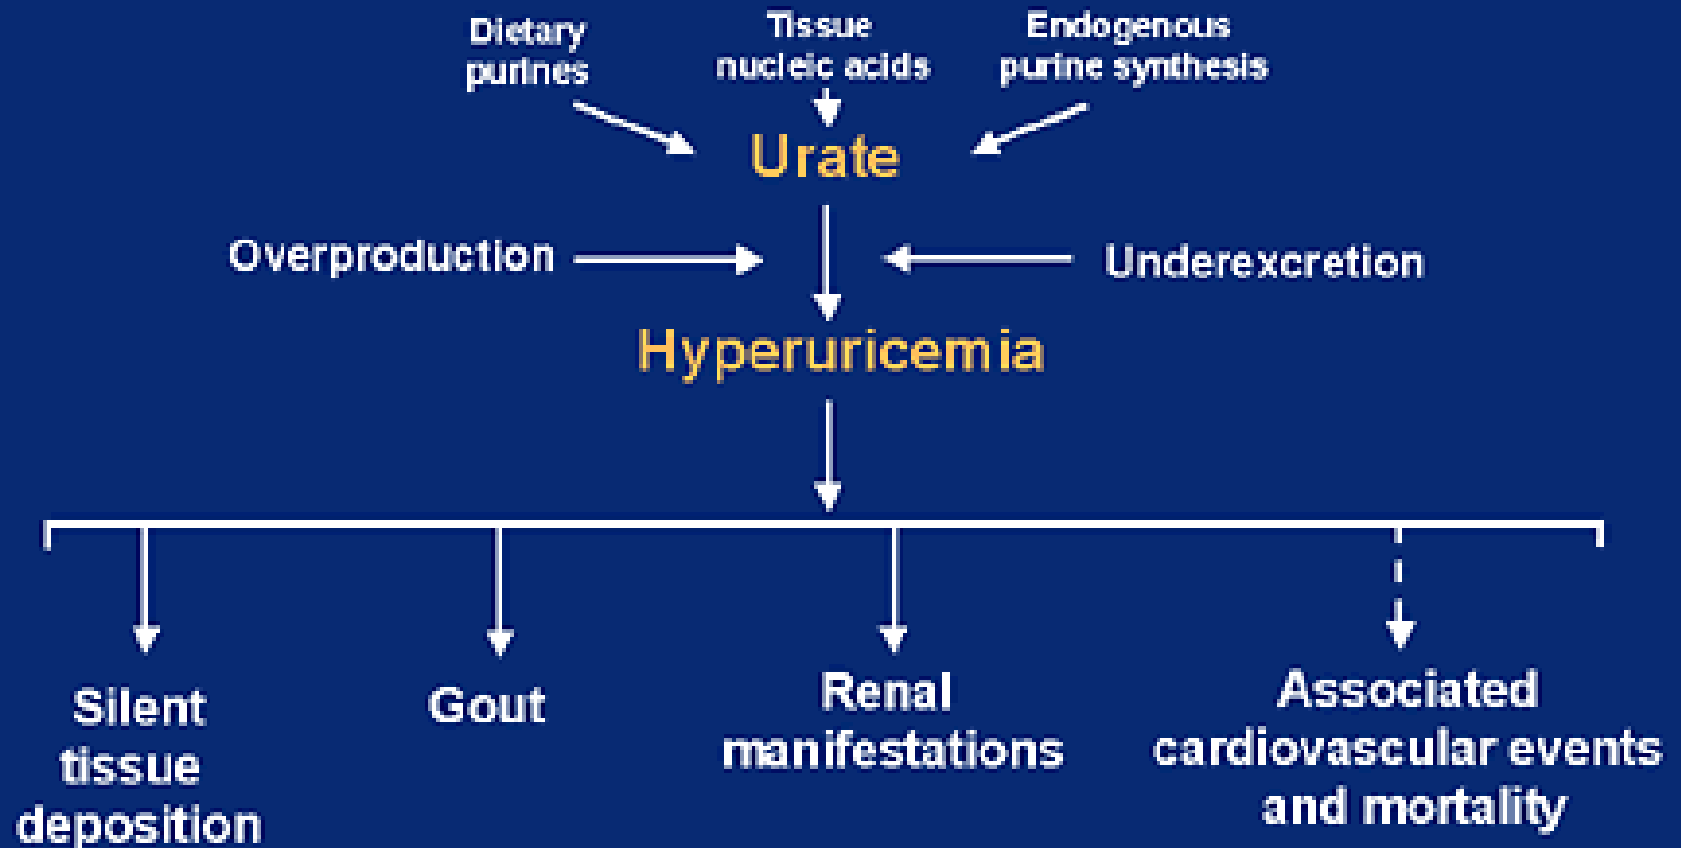 Dietary
purines
Tissue
nucleic acids
Endogenous
purine synthesis
Urate
Overproduction
Underexcretion
Hyperuricemia
Silent
tissue
deposition
Gout
Renal
manifestations
Associated
cardiovascular events
and mortality